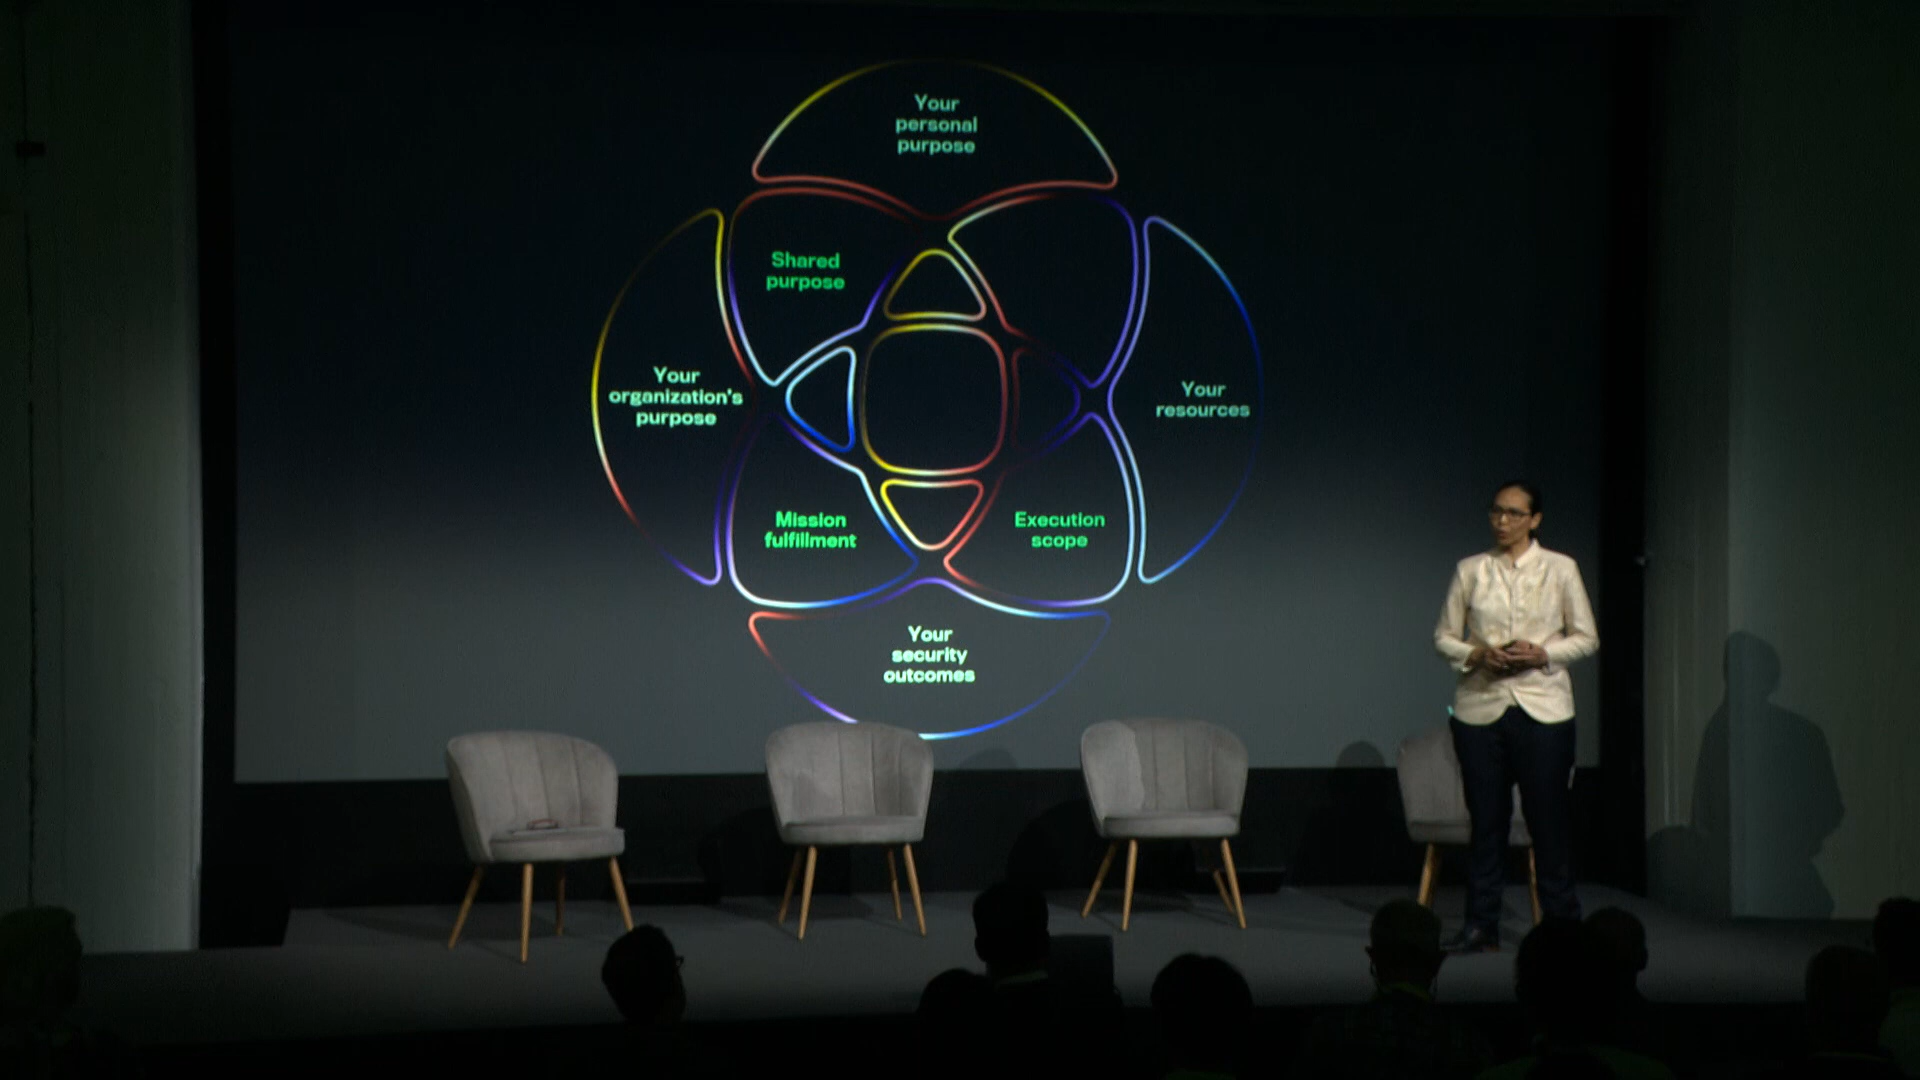 Your
personal
purpose
Shared
purpose
Your
organization's
purpose
Your
resources
Mission
fulfillment
Execution
scope
Your
security
outcomes